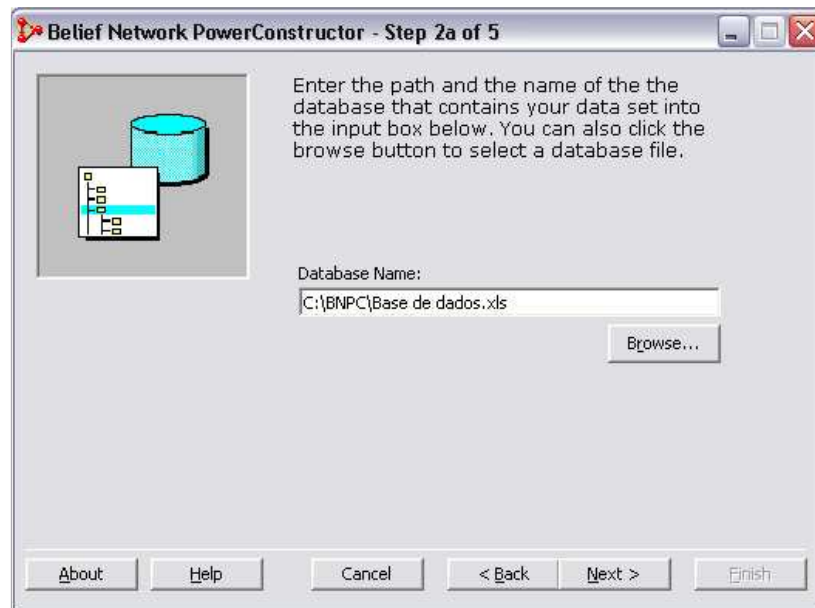 Belief Network PowerConstructor - Step 2a of 5
Enter the path and the name of the the
database that contains your data set into
the input box below. You can also click the
browse button to select a database file.
Database Name:
C:\BNPC\Base de dados.xls
Browse...
About Help Cancel < Back Next > Finish